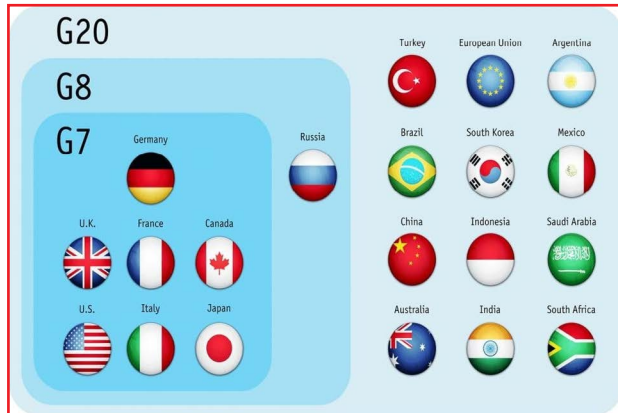 G20
Turkey European Union Argentina
G8
G7
Germany Russia Brazil South Korea Mexico
U.K. France Canada China Indonesia Saudi Arabia
U.S. Italy Japan Australia India South Africa